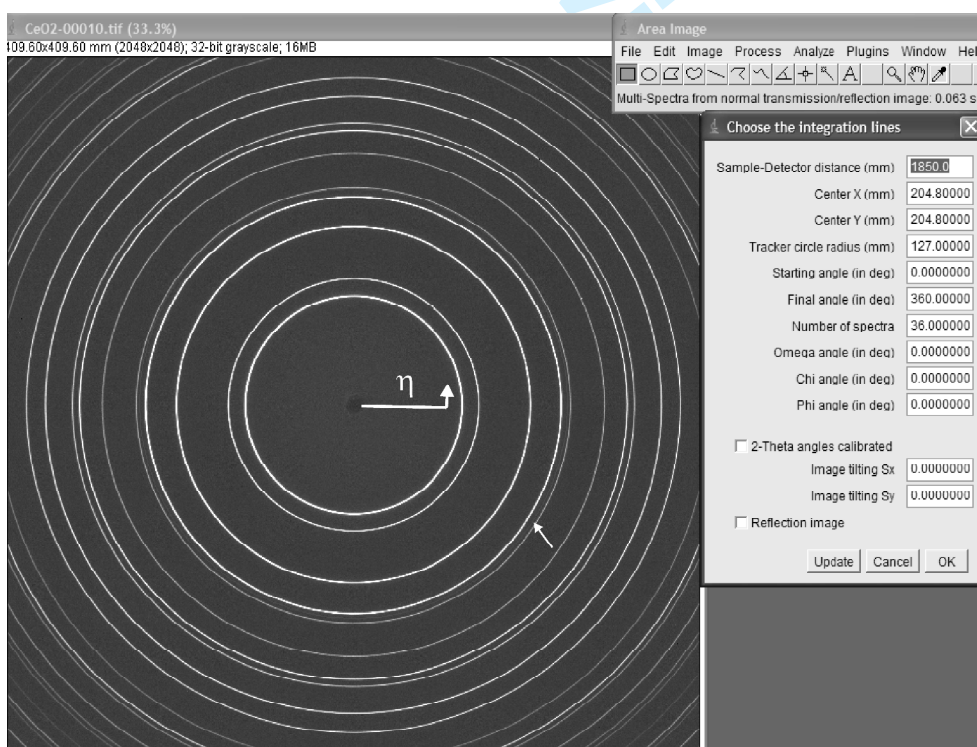 CeO2-00010.tif (33.3%)
409.60x409.60 mm (2048x2048); 32-bit grayscale; 16MB
η
Area Image
File Edit Image Process Analyze Plugins Window Hel
A
Multi-Spectra from normal transmission/reflection image: 0.063 s
Choose the integration lines
Sample-Detector distance (mm) 1850.0
Center X (mm) 204.80000
Center Y (mm) 204.80000
Tracker circle radius (mm) 127.00000
Starting angle (in deg) 0.0000000
Final angle (in deg) 360.00000
Number of spectra 36.000000
Omega angle (in deg) 0.0000000
Chi angle (in deg) 0.0000000
Phi angle (in deg) 0.0000000
2-Theta angles calibrated
Image tilting Sx 0.0000000
Image tilting Sy 0.0000000
Reflection image
Update Cancel OK